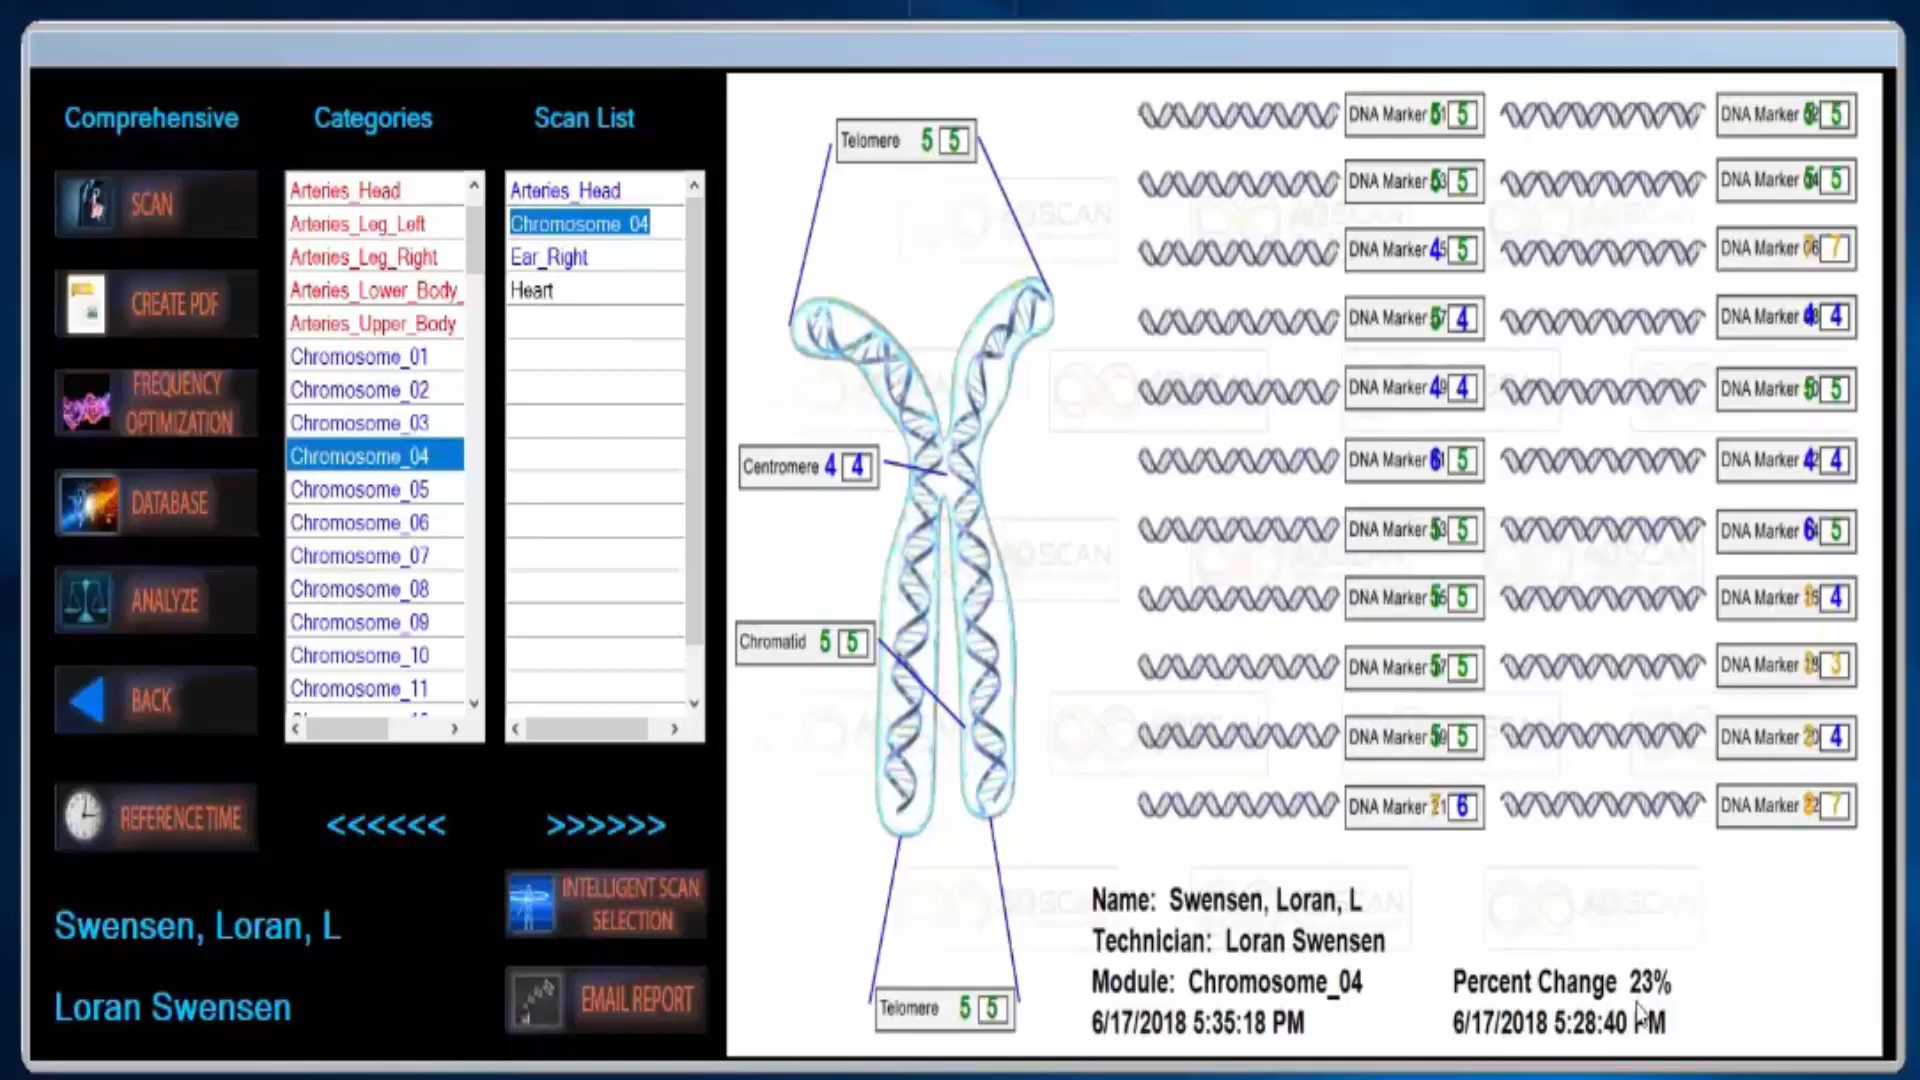 Comprehensive
SCAN
CREATE PDF
FREQUENCY
OPTIMIZATION
DATABASE
ANALYZE
BACK
REFERENCE TIME
Swensen, Loran, L
Loran Swensen
Categories
Arteries_Head
Arteries_Leg_Left
Arteries_Leg_Right
Arteries_Lower_Body_
Arteries_Upper_Body
Chromosome_01
Chromosome_02
Chromosome_03
Chromosome_04
Chromosome_05
Chromosome_06
Chromosome_07
Chromosome_08
Chromosome_09
Chromosome_10
Chromosome_11
<<<<<<
Scan List
Arteries_Head
Chromosome_04
Ear_Right
Heart
>>>>>>
INTELLIGENT SCAN
SELECTION
EMAIL REPORT
Telomere 5 5
Centromere 4 4
Chromatid 5 5
Telomere 5 5
DNA Marker 5
DNA Marker 5
DNA Marker 5
DNA Marker 5
DNA Marker 5
DNA Marker 7
DNA Marker 4
DNA Marker 4
DNA Marker 4
DNA Marker 5
DNA Marker 5
DNA Marker 4
DNA Marker 5
DNA Marker 5
DNA Marker 5
DNA Marker 4
DNA Marker 5
DNA Marker 3
DNA Marker 5
DNA Marker 4
DNA Marker 6
DNA Marker 7
Name: Swensen, Loran, L
Technician: Loran Swensen
Module: Chromosome_04
Percent Change 23%
6/17/2018 5:35:18 PM
6/17/2018 5:28:40 PM